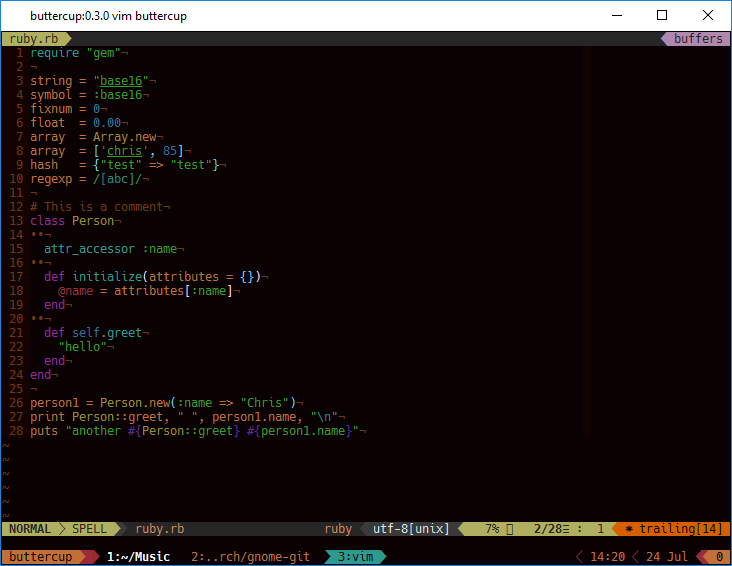 buttercup:0.3.0 vim buttercup
ruby.rb buffers
1 require "gem"¬
2 ¬
3 string = "base16"¬
4 symbol = :base16¬
5 fixnum = 0¬
6 float  = 0.00¬
7 array  = Array.new¬
8 array  = ['chris', 85]¬
9 hash   = {"test" => "test"}¬
10 regexp = /[abc]/¬
11 ¬
12 # This is a comment¬
13 class Person¬
14 ••¬
15   attr_accessor :name¬
16 ••¬
17   def initialize(attributes = {})¬
18     @name = attributes[:name]¬
19   end¬
20 ••¬
21   def self.greet¬
22     "hello"¬
23   end¬
24 end¬
25 ¬
26 person1 = Person.new(:name => "Chris")¬
27 print Person::greet, " ", person1.name, "\n"¬
28 puts "another #{Person::greet} #{person1.name}"¬
~
~
~
~
~
~
NORMAL SPELL ruby.rb ruby utf-8[unix] 7% 2/28≡ : 1 ✱ trailing[14]
buttercup 1:~/Music 2:..rch/gnome-git 3:vim 14:20 24 Jul 0